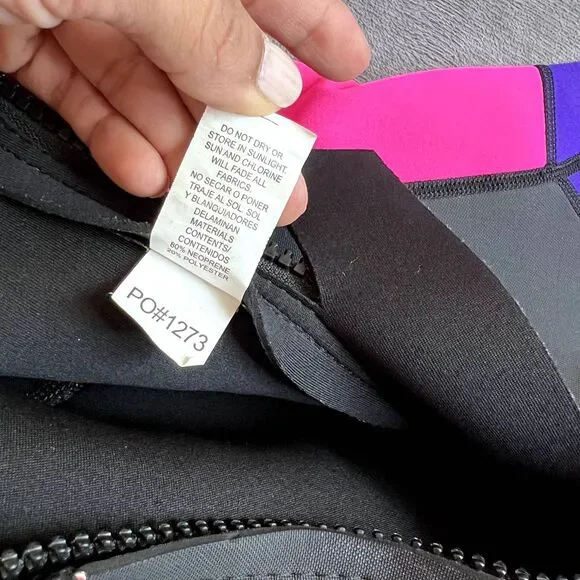 DO NOT DRY OR
STORE IN SUNLIGHT.
SUN AND CHLORINE
WILL FADE ALL
FABRICS.
NO SECAR O PONER
TRAJE AL SOL. SOL
Y BLANQUIADORES
DELAMINAN
MATERIALS
CONTENTS/
CONTENIDOS
80% NEOPRENE
20% POLYESTER
PO#1273